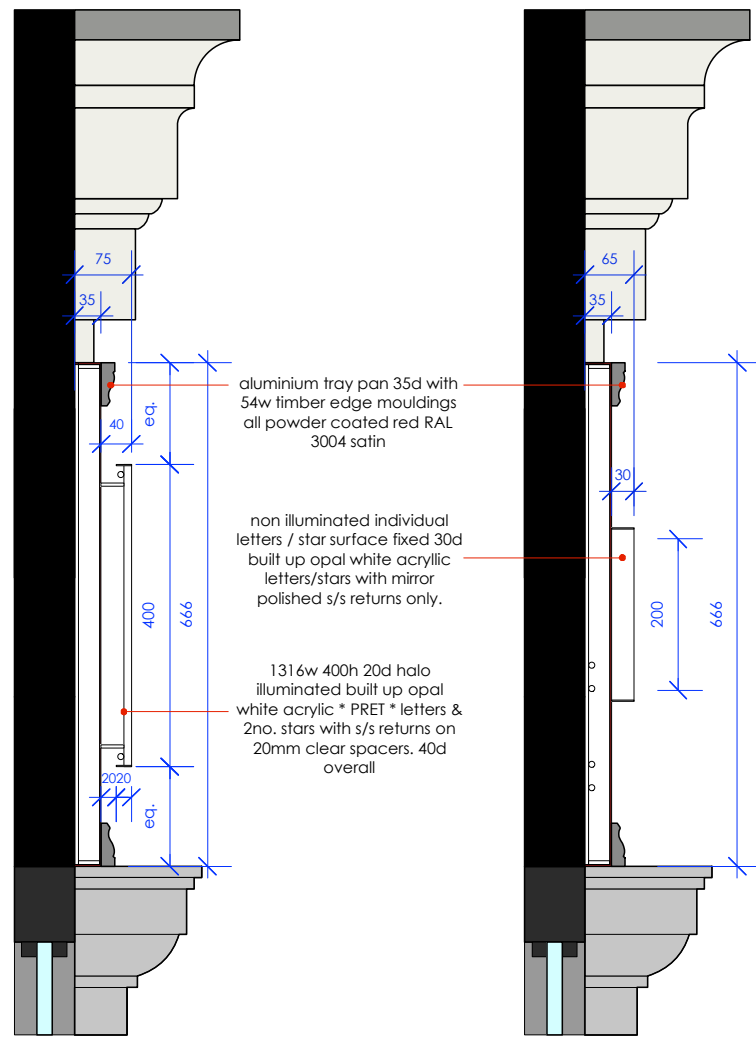 75
65
35
35
aluminium tray pan 35d with
54w timber edge mouldings
all powder coated red RAL
3004 satin
eq.
40
30
non illuminated individual
letters / star surface fixed 30d
built up opal white acryllic
letters/stars with mirror
polished s/s returns only.
400
666
200
666
1316w 400h 20d halo
illuminated built up opal
white acrylic * PRET * letters &
2no. stars with s/s returns on
20mm clear spacers. 40d
overall
2020
eq.